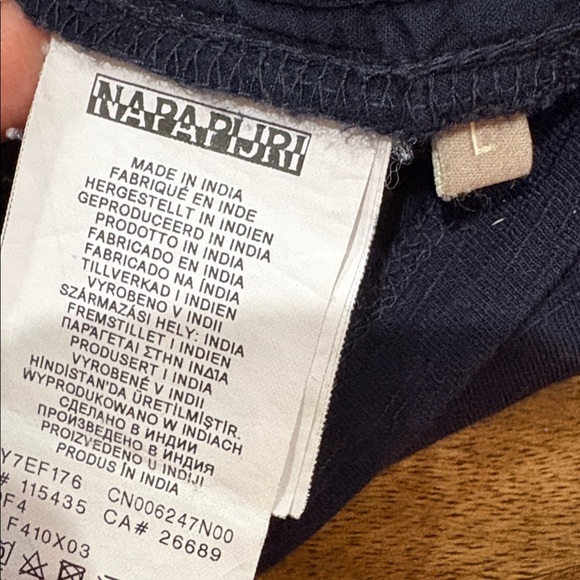 NAPAPIJRI
L
MADE IN INDIA
FABRIQUÉ EN INDE
HERGESTELLT IN INDIEN
GEPRODUCEERD IN INDIA
PRODOTTO IN INDIA
FABRICADO EN INDIA
FABRICADO NA ÍNDIA
TILLVERKAD I INDIEN
VYROBENO V INDII
SZÁRMAZÁSI HELY: INDIA
FREMSTILLET I INDIEN
ΠΑΡΑΓΕΤΑΙ ΣΤΗΝ ΙΝΔΙΑ
PRODUSERT I INDIA
VYROBENÉ V INDII
HİNDİSTAN'DA ÜRETİLMİŞTİR.
WYPRODUKOWANO W INDIACH
СДЕЛАНО В ИНДИИ
ПРОИЗВЕДЕНО В ИНДИЯ
PROIZVEDENO U INDIJI
PRODUS ÎN INDIA
Y7EF176 CN006247N00
# 115435 CA# 26689
F4
F410X03